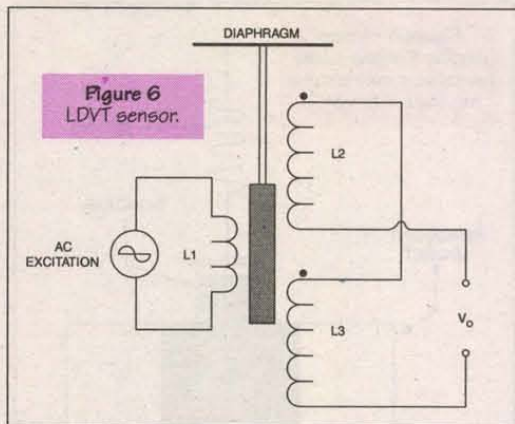 DIAPHRAGM
Figure 6
LDVT sensor.
L2
AC
EXCITATION
L1
L3
Vo